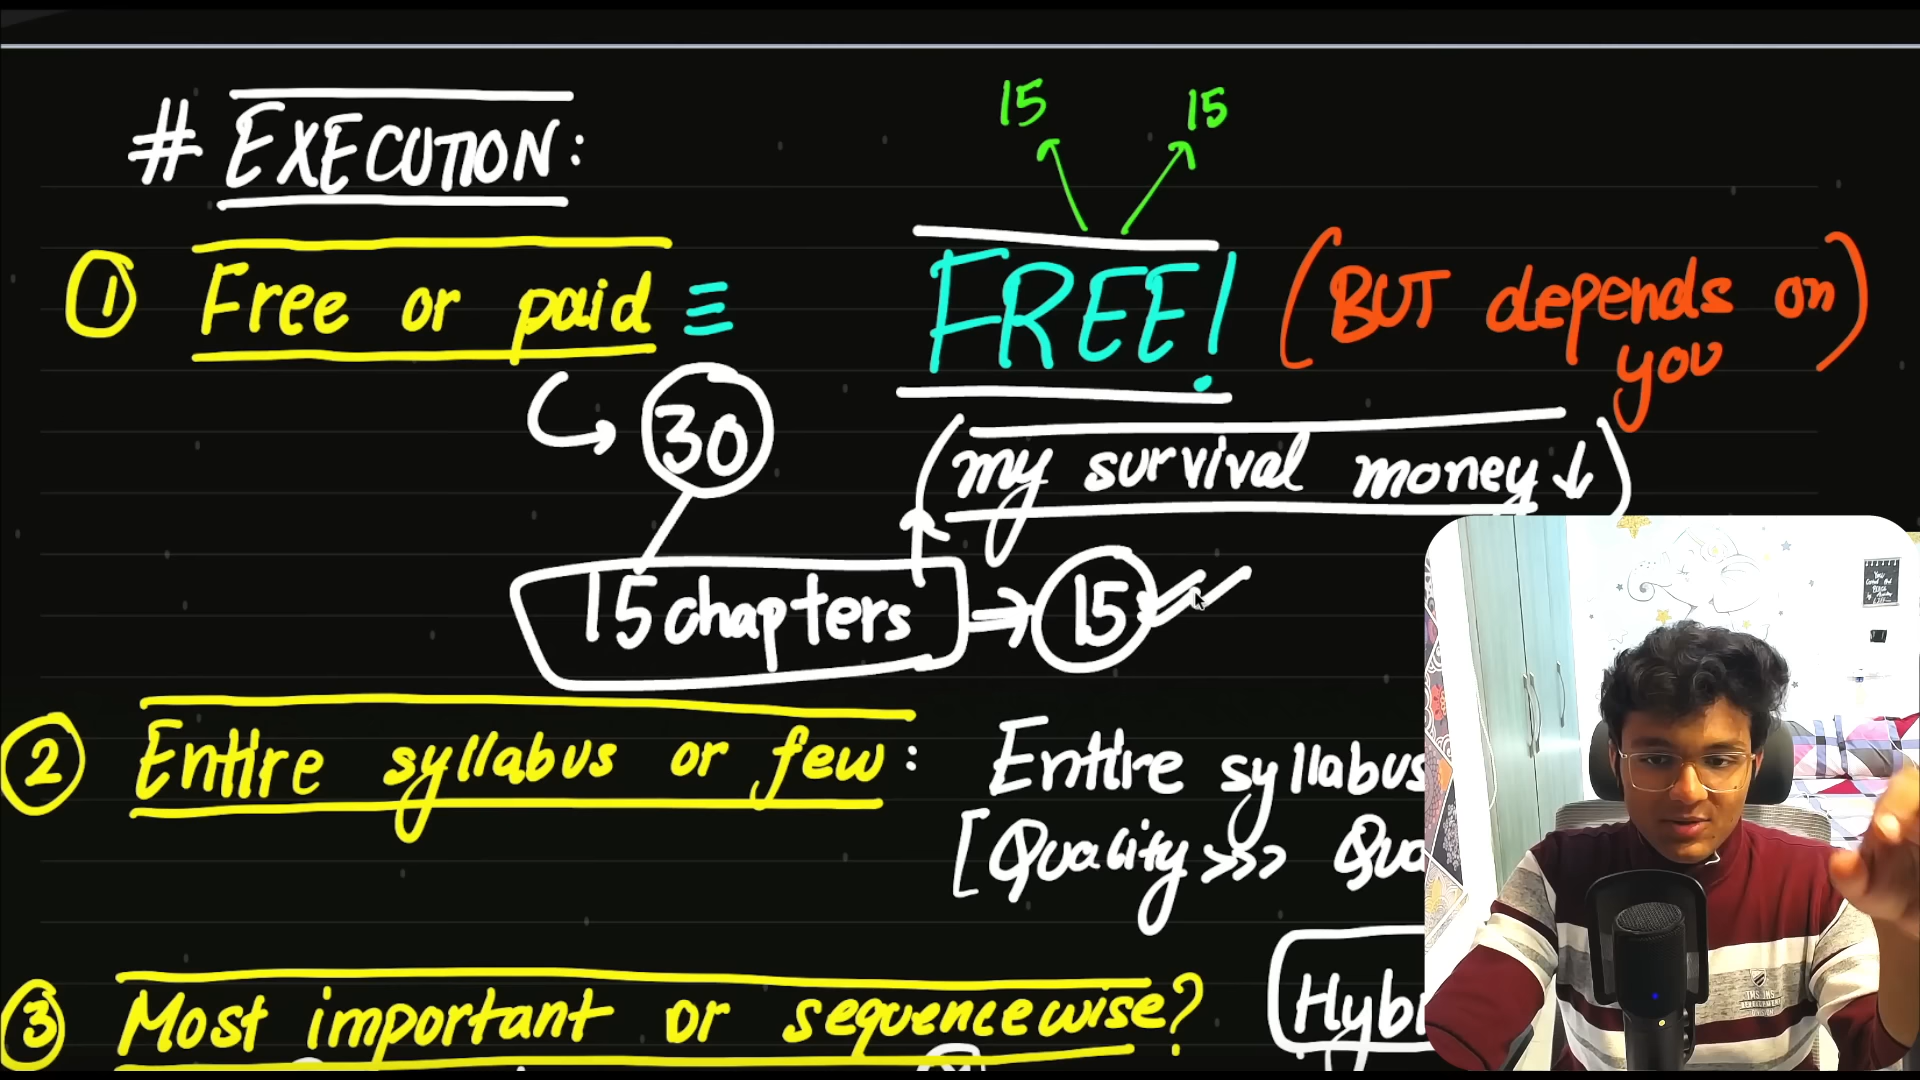 15 15
# EXECUTION:
① Free or paid ≡ FREE! (BUT depends on you)
30
(my survival money ↓)
15 chapters ⇒ 15
② Entire syllabus or few: Entire syllabus
[Quality >>>
③ Most important or sequencewise?